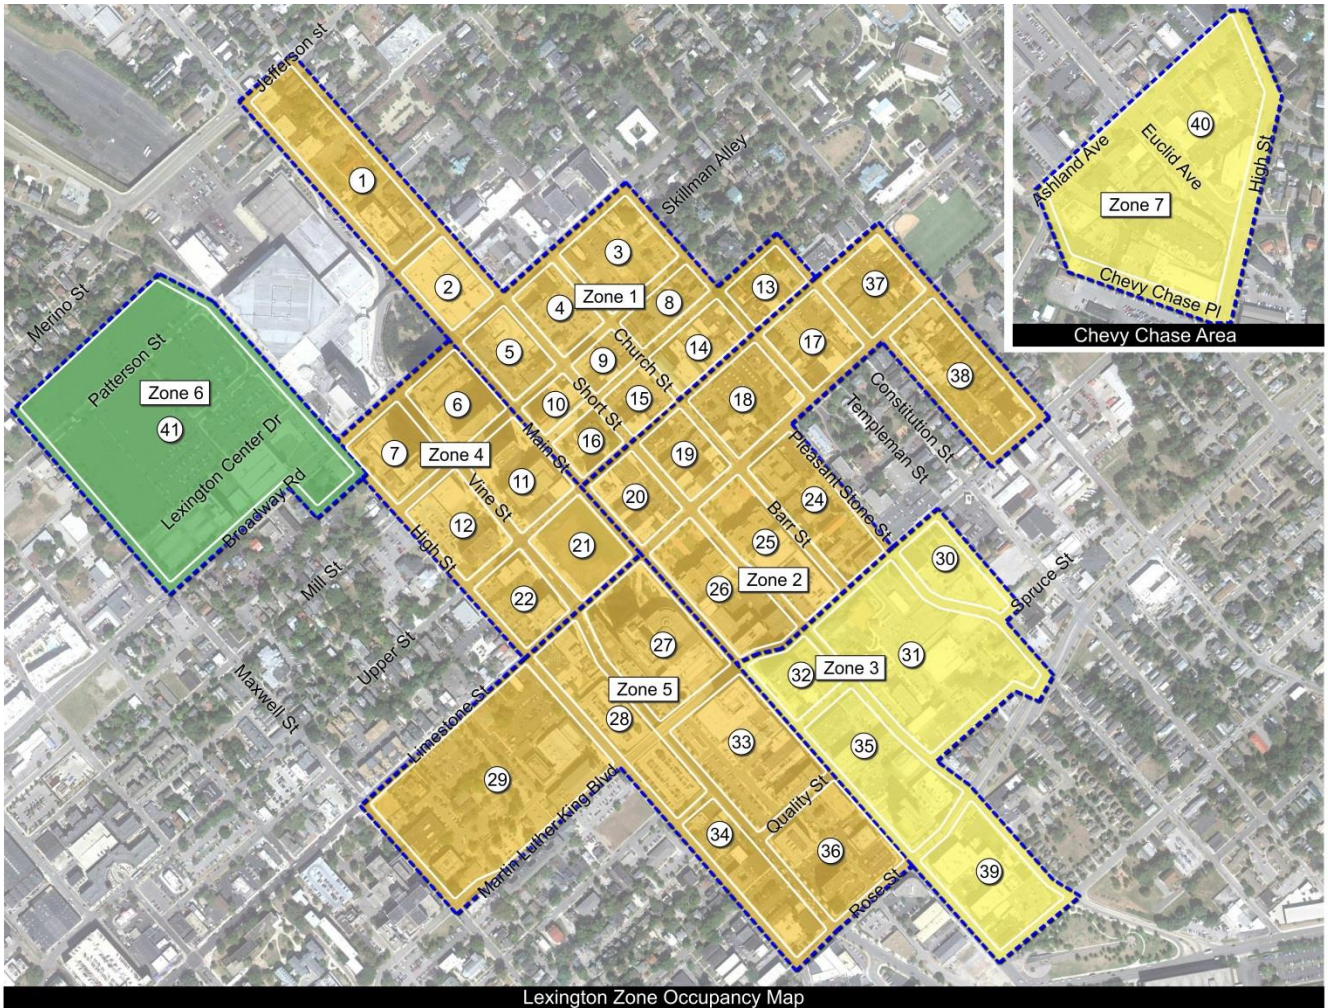 Jefferson st
Skillman Alley
1
3
2
Zone 1
4
8
13
37
5
Merino St
Patterson St
Zone 6
41
Lexington Center Dr
Broadway Rd
6
7
Zone 4
9
Church St
14
17
10
Short St
15
18
38
Constitution St
Templeman St
16
Main St
19
11
Vine St
12
High St
20
Pleasant Stone St
24
Barr St
25
21
Zone 2
26
22
30
Spruce St
Mill St
Upper St
Maxwell St
27
Zone 5
28
31
32
Zone 3
Limestone St
29
Martin Luther King Blvd
33
35
Quality St
34
36
Rose St
39
Ashland Ave
Euclid Ave
40
High St
Zone 7
Chevy Chase Pl
Chevy Chase Area
Lexington Zone Occupancy Map